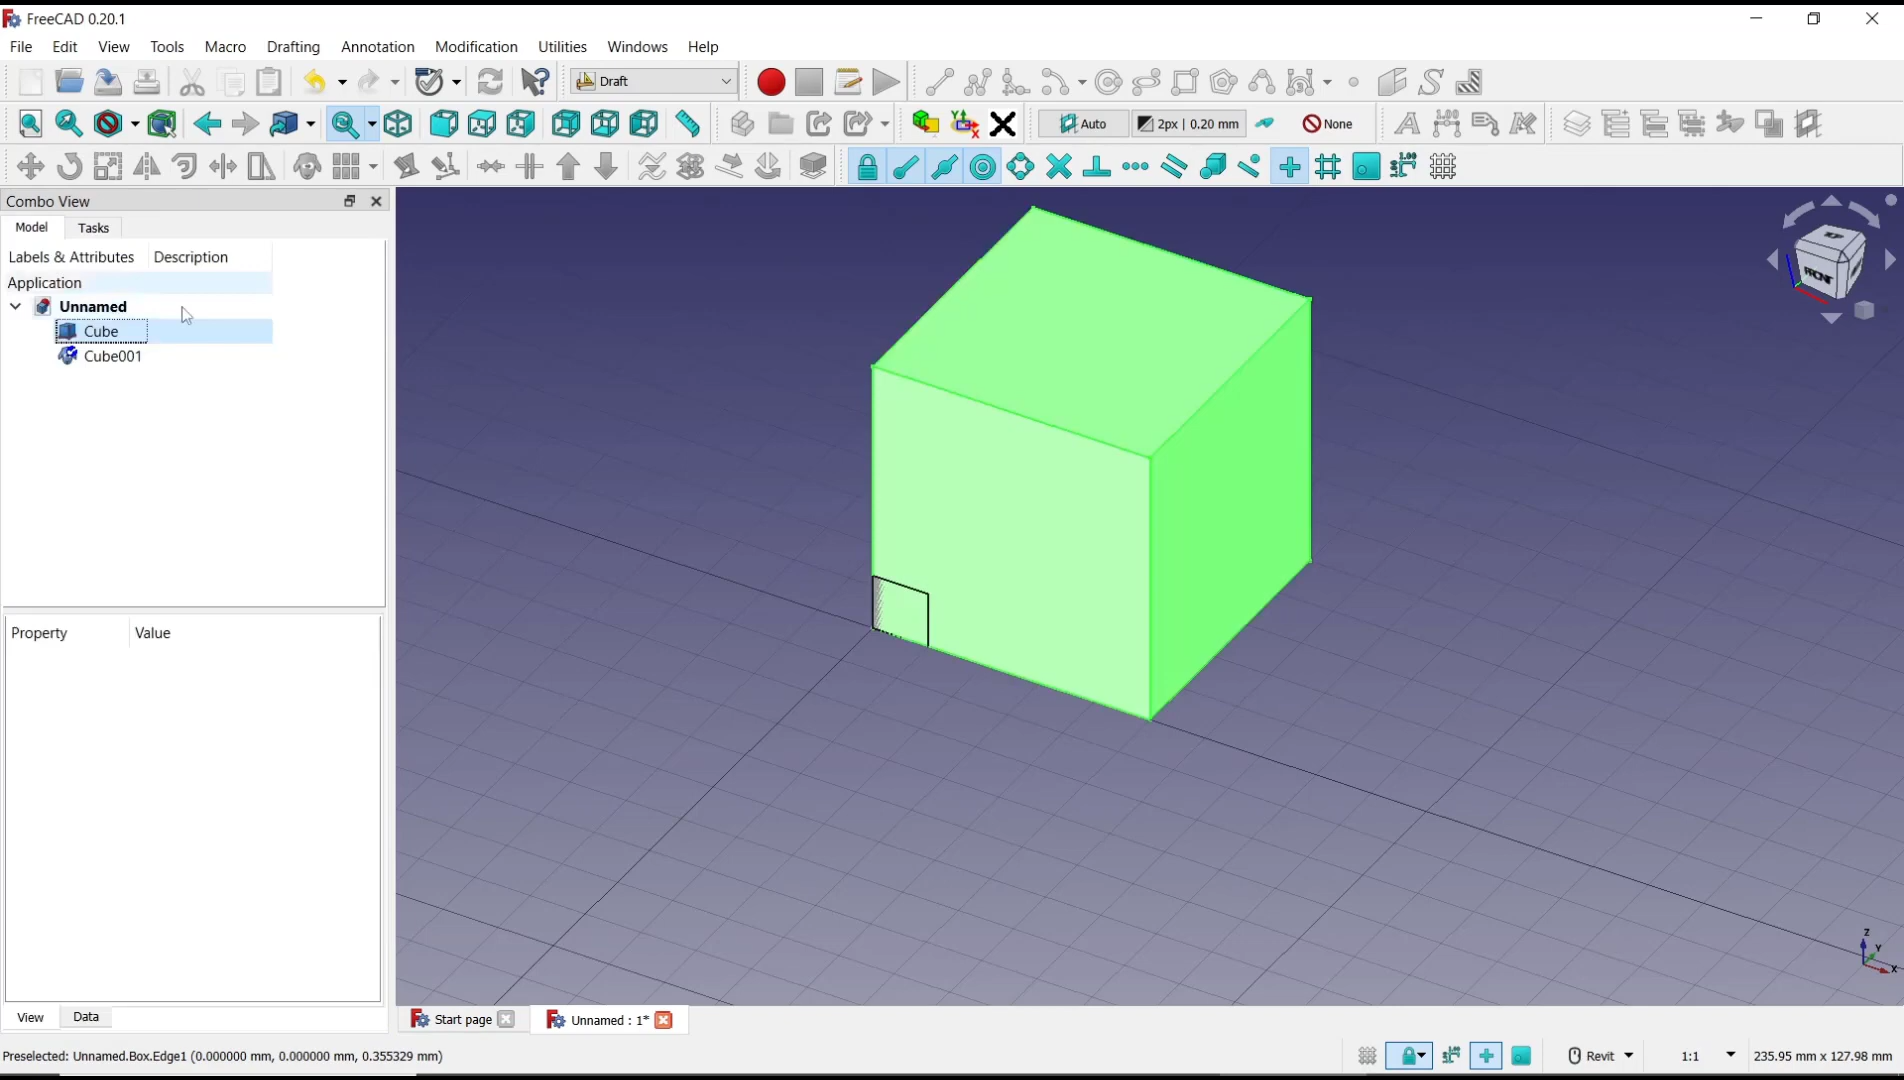 FreeCAD 0.20.1
File Edit View Tools Macro Drafting Annotation Modification Utilities Windows Help
Draft
Auto 2px | 0.20 mm None
Combo View
Model Tasks
Labels & Attributes Description
Application
Unnamed
Cube
Cube001
FRONT
Property Value
Z
Y
X
View Data
Start page Unnamed : 1*
Preselected: Unnamed.Box.Edge1 (0.000000 mm, 0.000000 mm, 0.355329 mm) Revit 1:1 235.95 mm x 127.98 mm